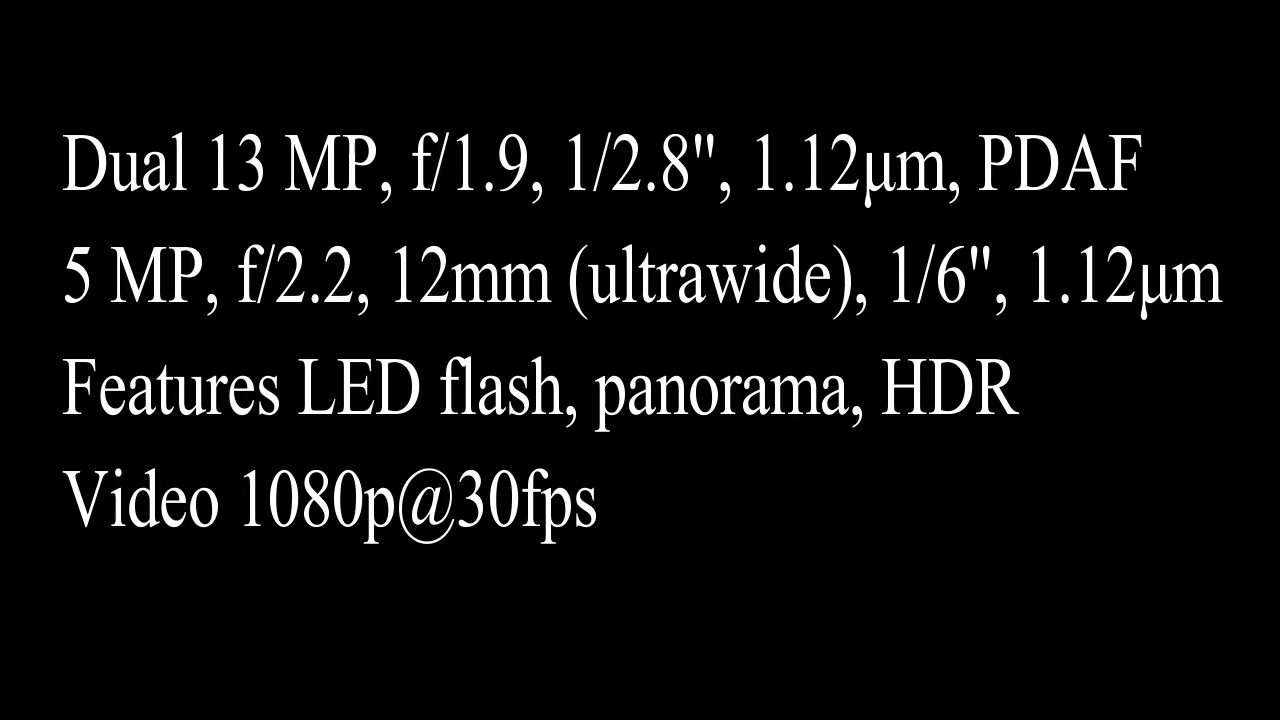 Dual 13 MP, f/1.9, 1/2.8", 1.12μm, PDAF
5 MP, f/2.2, 12mm (ultrawide), 1/6", 1.12μm
Features LED flash, panorama, HDR
Video 1080p@30fps